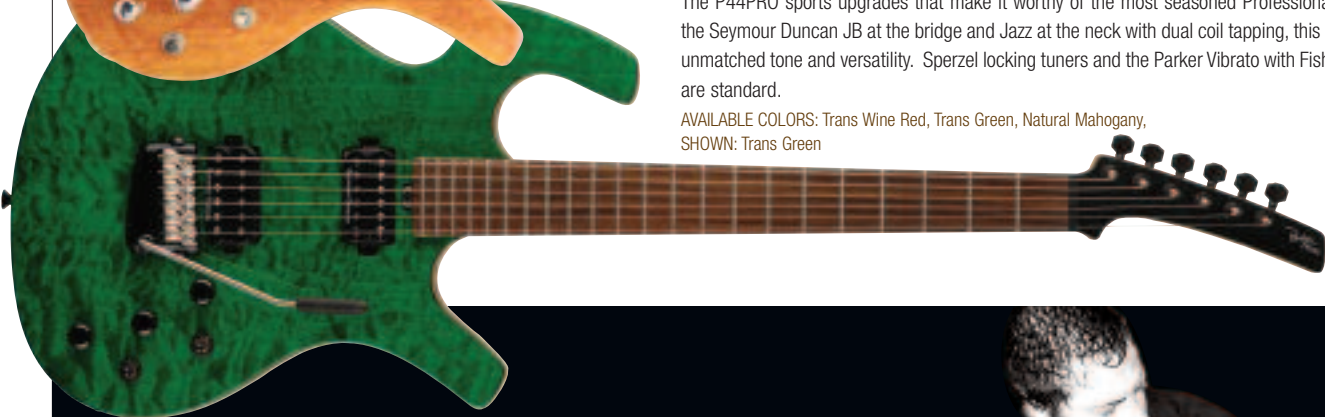 The P44PRO sports upgrades that make it worthy of the most seasoned Professiona
the Seymour Duncan JB at the bridge and Jazz at the neck with dual coil tapping, this
unmatched tone and versatility. Sperzel locking tuners and the Parker Vibrato with Fish
are standard.
AVAILABLE COLORS: Trans Wine Red, Trans Green, Natural Mahogany,
SHOWN: Trans Green